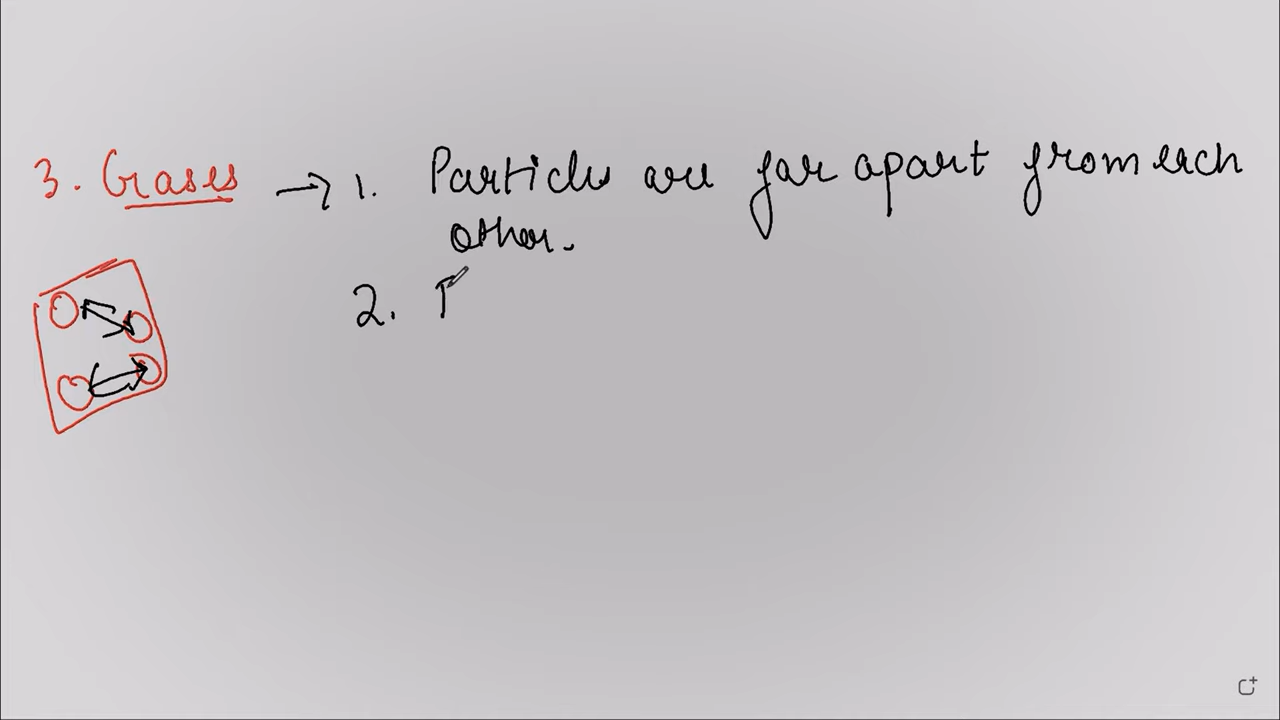 3. Gases → 1. Particles are far apart from each
other.
2.